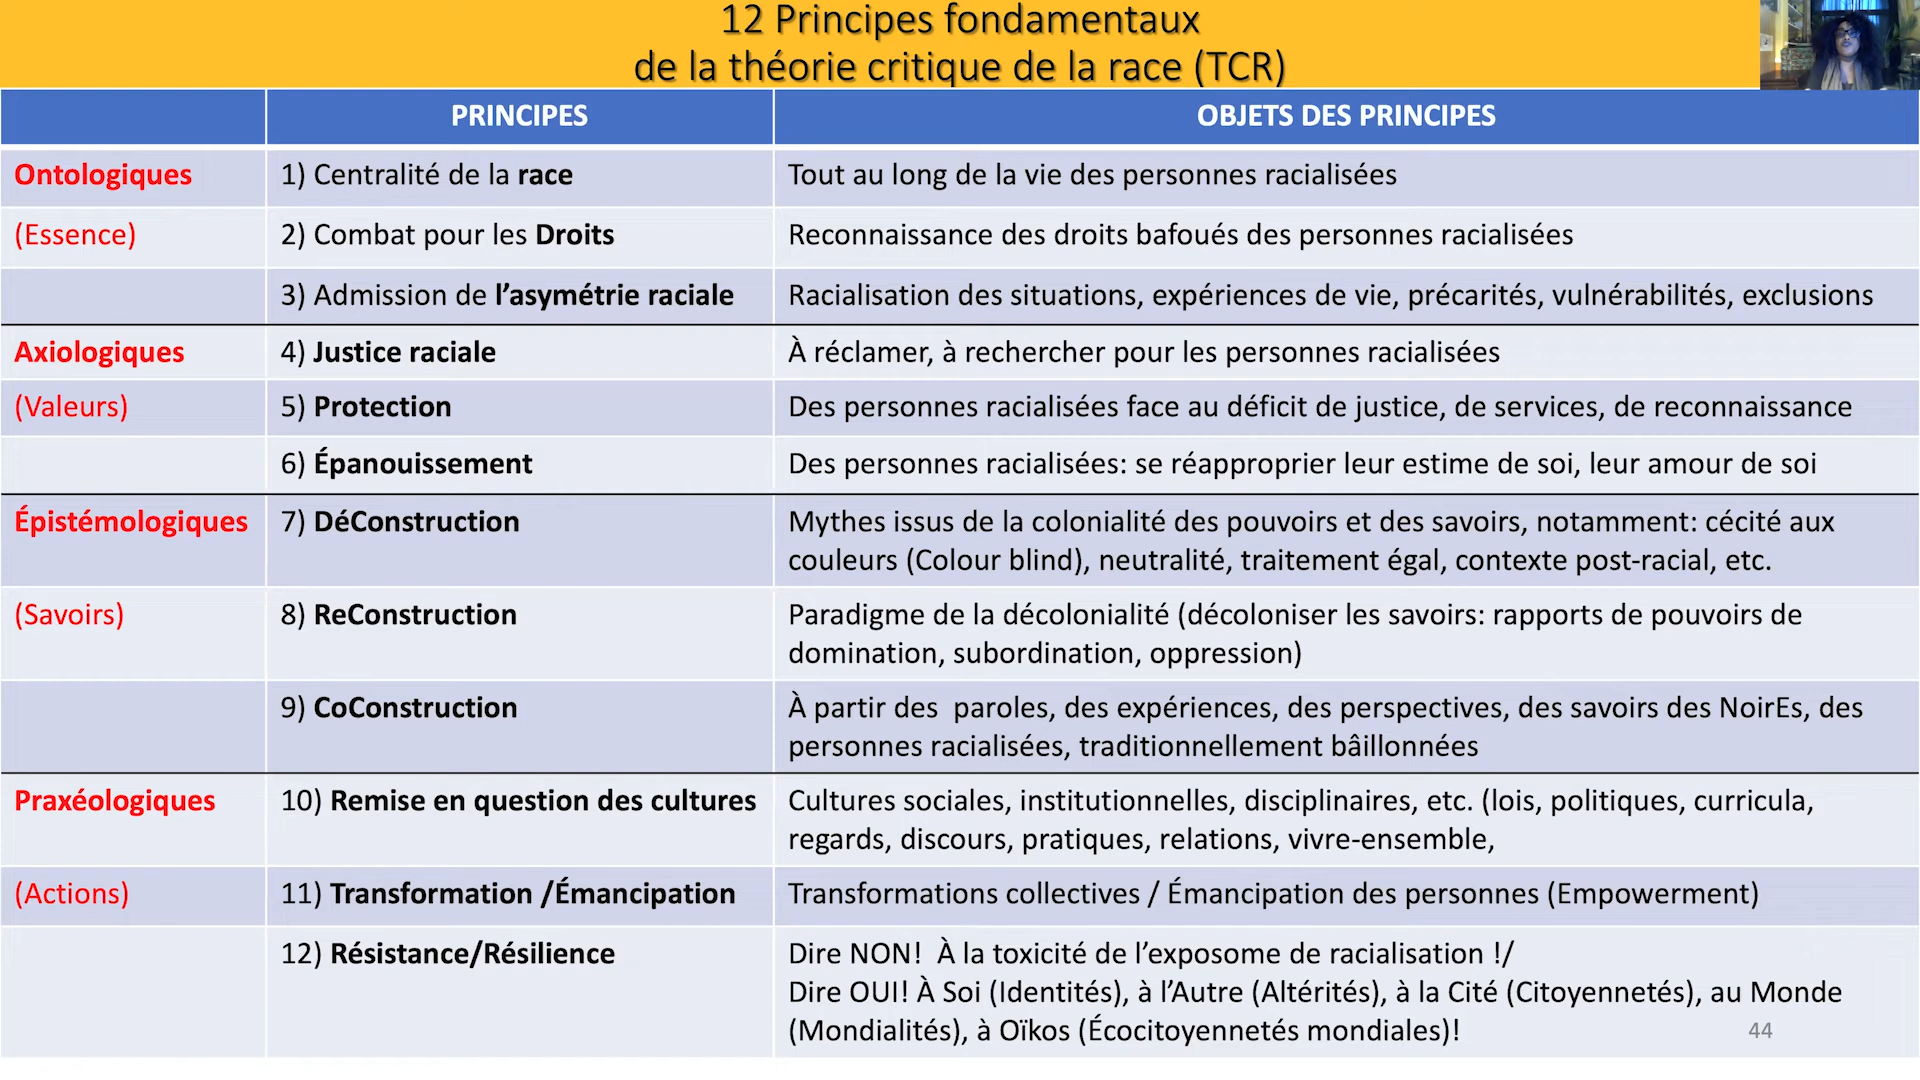 12 Principes fondamentaux
de la théorie critique de la race (TCR)
PRINCIPES
OBJETS DES PRINCIPES
Ontologiques
1) Centralité de la race
Tout au long de la vie des personnes racialisées
(Essence)
2) Combat pour les Droits
Reconnaissance des droits bafoués des personnes racialisées
3) Admission de l’asymétrie raciale
Racialisation des situations, expériences de vie, précarités, vulnérabilités, exclusions
Axiologiques
4) Justice raciale
À réclamer, à rechercher pour les personnes racialisées
(Valeurs)
5) Protection
Des personnes racialisées face au déficit de justice, de services, de reconnaissance
6) Épanouissement
Des personnes racialisées: se réapproprier leur estime de soi, leur amour de soi
Épistémologiques
7) DéConstruction
Mythes issus de la colonialité des pouvoirs et des savoirs, notamment: cécité aux
couleurs (Colour blind), neutralité, traitement égal, contexte post-racial, etc.
(Savoirs)
8) ReConstruction
Paradigme de la décolonialité (décoloniser les savoirs: rapports de pouvoirs de
domination, subordination, oppression)
9) CoConstruction
À partir des  paroles, des expériences, des perspectives, des savoirs des NoirEs, des
personnes racialisées, traditionnellement bâillonnées
Praxéologiques
10) Remise en question des cultures
Cultures sociales, institutionnelles, disciplinaires, etc. (lois, politiques, curricula,
regards, discours, pratiques, relations, vivre-ensemble,
(Actions)
11) Transformation /Émancipation
Transformations collectives / Émancipation des personnes (Empowerment)
12) Résistance/Résilience
Dire NON!  À la toxicité de l’exposome de racialisation !/
Dire OUI! À Soi (Identités), à l’Autre (Altérités), à la Cité (Citoyennetés), au Monde
(Mondialités), à Oïkos (Écocitoyennetés mondiales)!
44